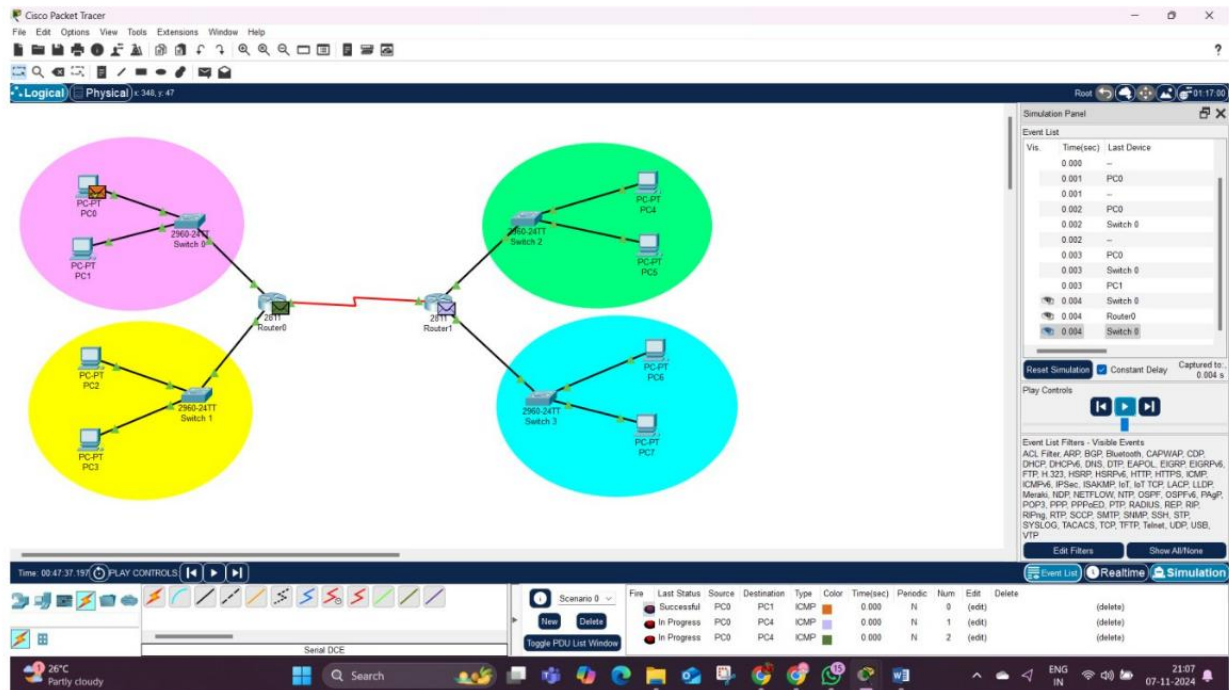 Cisco Packet Tracer
File Edit Options View Tools Extensions Window Help
?
Logical Physical x: 348, y: 47
Root 01:17:00
PC-PT
PC0
PC-PT
PC1
2960-24TT
Switch 0
PC-PT
PC2
PC-PT
PC3
2960-24TT
Switch 1
2811
Router0
2811
Router1
2960-24TT
Switch 2
PC-PT
PC4
PC-PT
PC5
2960-24TT
Switch 3
PC-PT
PC6
PC-PT
PC7
Simulation Panel
Event List
Vis. Time(sec) Last Device
0.000 --
0.001 PC0
0.001 --
0.002 PC0
0.002 Switch 0
0.002 --
0.003 PC0
0.003 Switch 0
0.003 PC1
0.004 Switch 0
0.004 Router0
0.004 Switch 0
Reset Simulation Constant Delay Captured to:
0.004 s
Play Controls
Event List Filters - Visible Events
ACL Filter, ARP, BGP, Bluetooth, CAPWAP, CDP,
DHCP, DHCPv6, DNS, DTP, EAPOL, EIGRP, EIGRPv6,
FTP, H.323, HSRP, HSRPv6, HTTP, HTTPS, ICMP,
ICMPv6, IPSec, ISAKMP, IoT, IoT TCP, LACP, LLDP,
Meraki, NDP, NETFLOW, NTP, OSPF, OSPFv6, PAgP,
POP3, PPP, PPPoED, PTP, RADIUS, REP, RIP,
RIPng, RTP, SCCP, SMTP, SNMP, SSH, STP,
SYSLOG, TACACS, TCP, TFTP, Telnet, UDP, USB,
VTP
Edit Filters Show All/None
Time: 00:47:37.197 PLAY CONTROLS:
Event List Realtime Simulation
Scenario 0
New Delete
Toggle PDU List Window
Fire Last Status Source Destination Type Color Time(sec) Periodic Num Edit Delete
Successful PC0 PC1 ICMP 0.000 N 0 (edit) (delete)
In Progress PC0 PC4 ICMP 0.000 N 1 (edit) (delete)
In Progress PC0 PC4 ICMP 0.000 N 2 (edit) (delete)
Serial DCE
1
26°C
Partly cloudy
Search
15
ENG
IN
21:07
07-11-2024